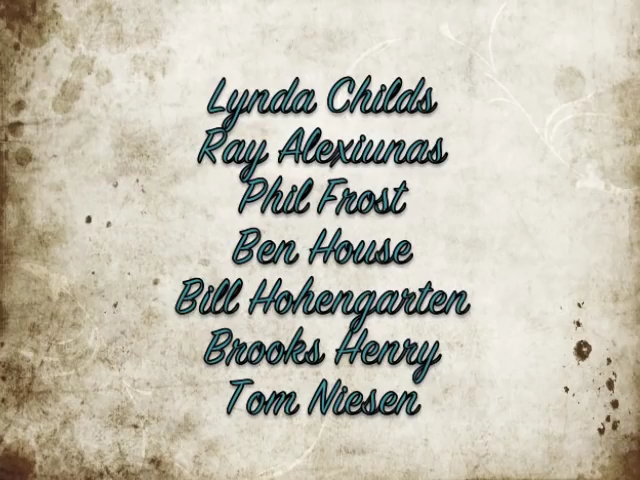 Lynda Childs
Ray Alexiunas
Phil Frost
Ben House
Bill Hohengarten
Brooks Henry
Tom Niesen